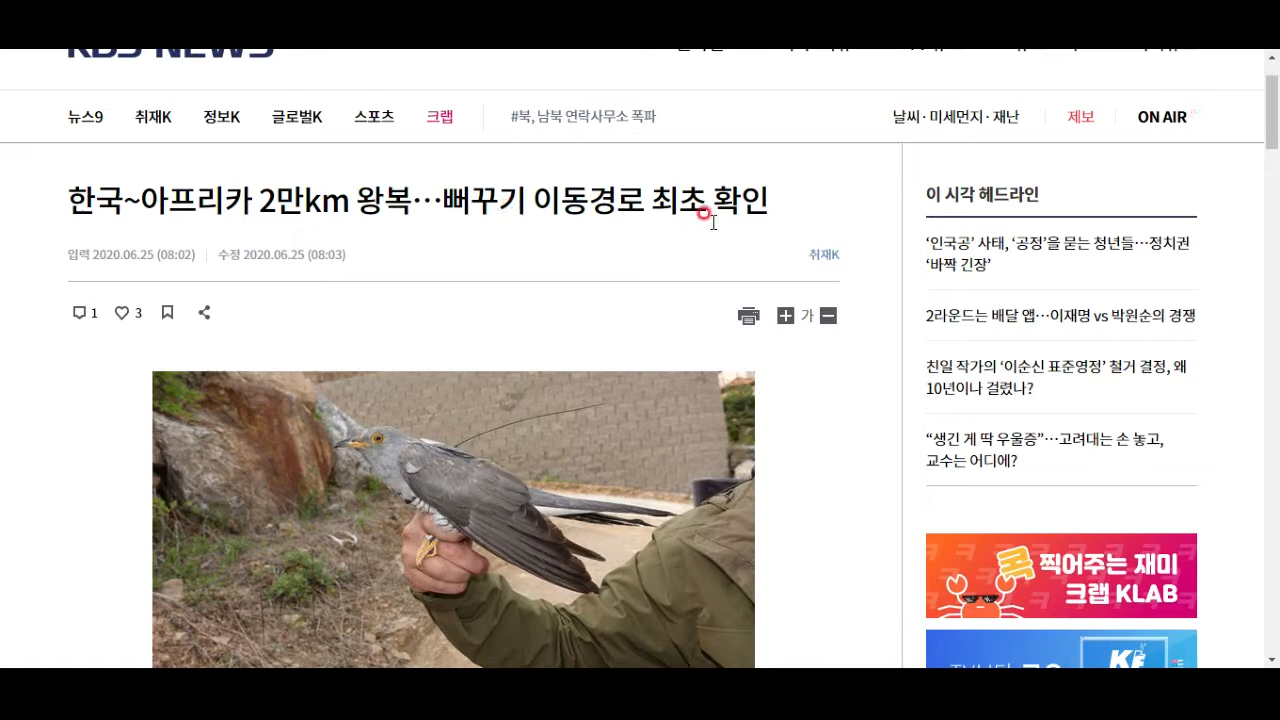 KBS NEWS
뉴스9 취재K 정보K 글로벌K 스포츠 크랩 #북, 남북 연락사무소 폭파 날씨·미세먼지·재난 제보 ON AIR
한국~아프리카 2만km 왕복…뻐꾸기 이동경로 최초 확인
입력 2020.06.25 (08:02) 수정 2020.06.25 (08:03) 취재K
1 3 가
이 시각 헤드라인
‘인국공’ 사태, ‘공정’을 묻는 청년들…정치권
‘바짝 긴장’
2라운드는 배달 앱…이재명 vs 박원순의 경쟁
친일 작가의 ‘이순신 표준영정’ 철거 결정, 왜
10년이나 걸렸나?
“생긴 게 딱 우울증”…고려대는 손 놓고,
교수는 어디에?
콕 찍어주는 재미
크랩 KLAB